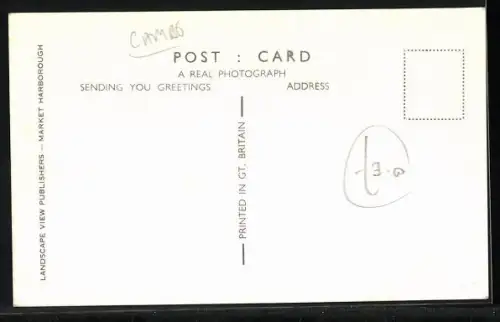 CAMBS
POST : CARD
A REAL PHOTOGRAPH
SENDING YOU GREETINGS
ADDRESS
PRINTED IN GT. BRITAIN
LANDSCAPE VIEW PUBLISHERS — MARKET HARBOROUGH